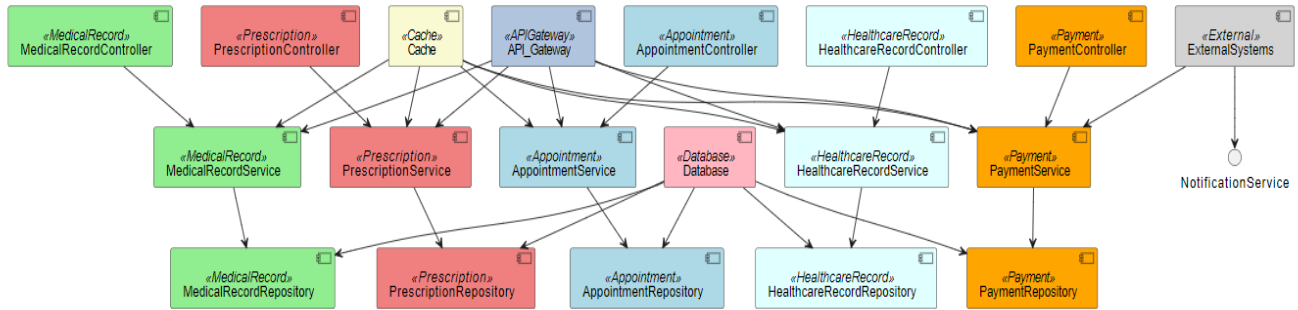 «MedicalRecord»
MedicalRecordController
«Prescription»
PrescriptionController
«Cache»
Cache
«APIGateway»
API_Gateway
«Appointment»
AppointmentController
«HealthcareRecord»
HealthcareRecordController
«Payment»
PaymentController
«External»
ExternalSystems
«MedicalRecord»
MedicalRecordService
«Prescription»
PrescriptionService
«Appointment»
AppointmentService
«Database»
Database
«HealthcareRecord»
HealthcareRecordService
«Payment»
PaymentService
NotificationService
«MedicalRecord»
MedicalRecordRepository
«Prescription»
PrescriptionRepository
«Appointment»
AppointmentRepository
«HealthcareRecord»
HealthcareRecordRepository
«Payment»
PaymentRepository